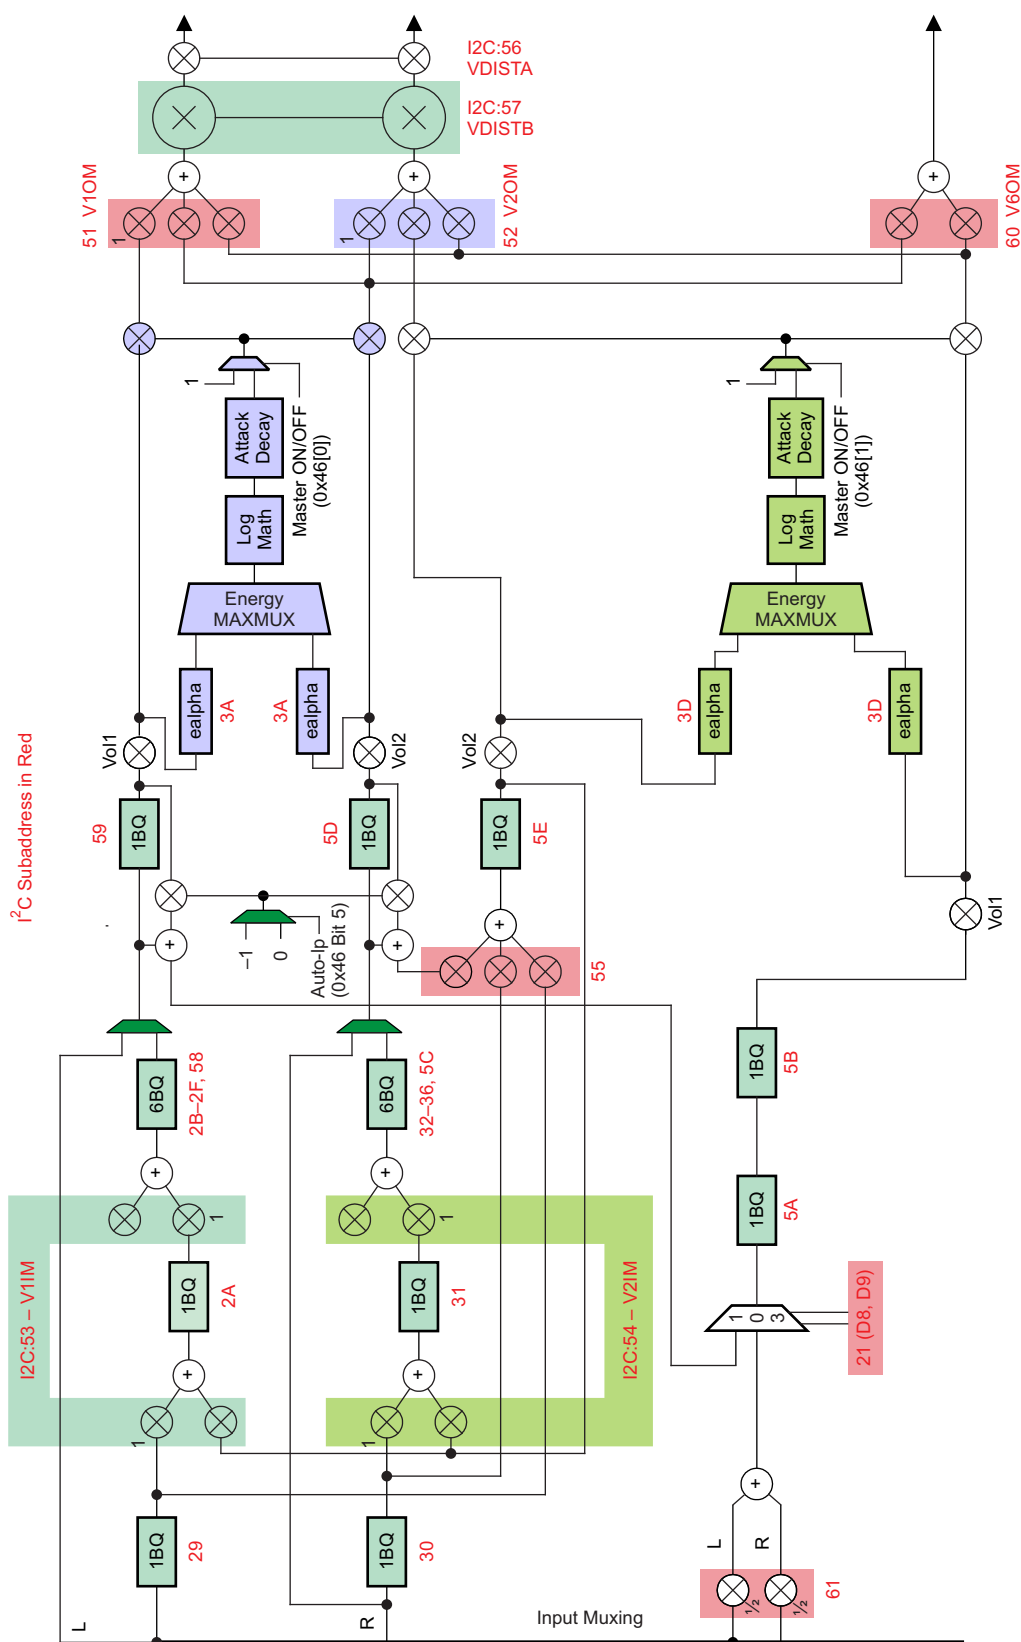 I2C:56
VDISTA
I2C:57
VDISTB
51 V1OM
1
+
52 V2OM
1
+
60 V6OM
+
1
Attack
Decay
Master ON/OFF
(0x46[0])
Log
Math
Energy
MAXMUX
ealpha
3A
ealpha
3A
1
Attack
Decay
Master ON/OFF
(0x46[1])
Log
Math
Energy
MAXMUX
ealpha
3D
ealpha
3D
I²C Subaddress in Red
Vol1
Vol2
Vol2
59
1BQ
5D
1BQ
1BQ
5E
Vol1
+
–1
0
Auto-lp
(0x46 Bit 5)
+
+
55
6BQ
2B–2F, 58
6BQ
32–36, 5C
1BQ
5B
+
+
1BQ
5A
I2C:53 – V1IM
1
1BQ
2A
+
1
1
1BQ
31
+
1
I2C:54 – V2IM
1
0
3
21 (D8, D9)
1BQ
29
1BQ
30
+
L
R
½
½
61
L
R
Input Muxing